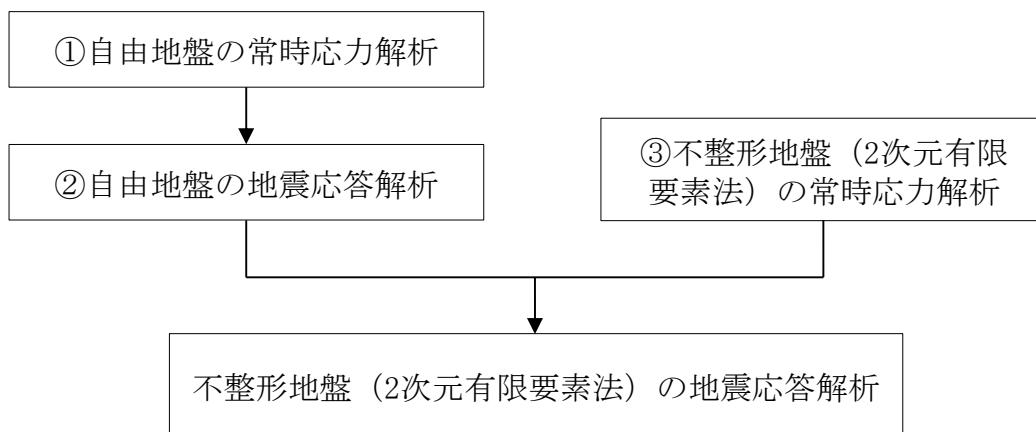 ①自由地盤の常時応力解析
②自由地盤の地震応答解析
③不整形地盤（2次元有限
要素法）の常時応力解析
不整形地盤（2次元有限要素法）の地震応答解析